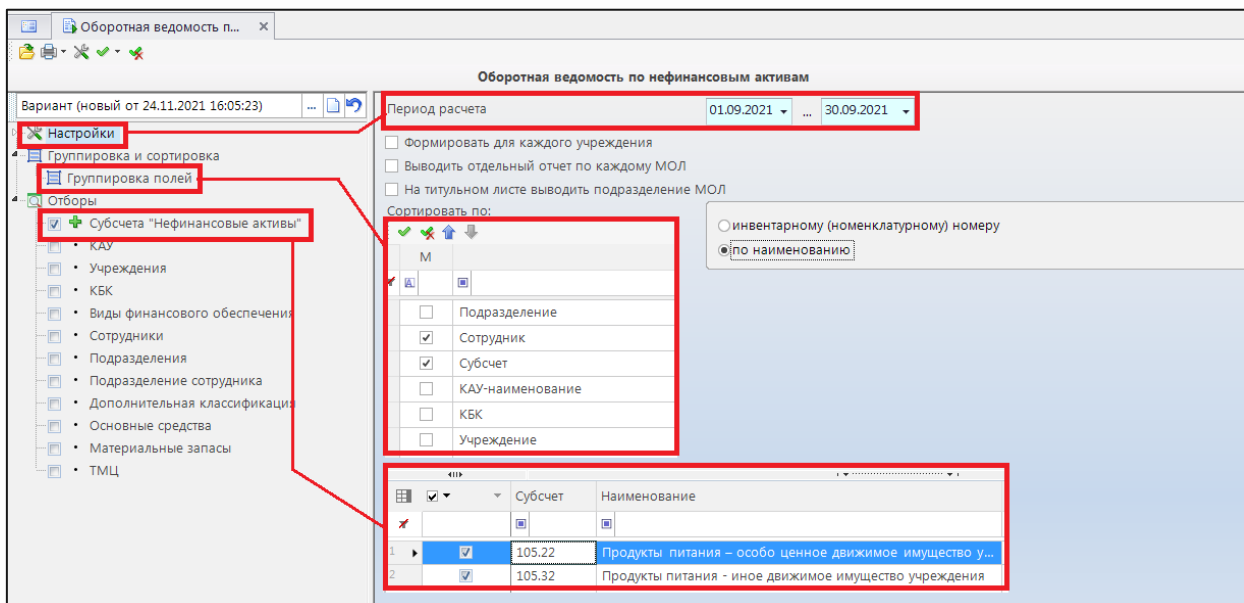 Оборотная ведомость п...
Оборотная ведомость по нефинансовым активам
Вариант (новый от 24.11.2021 16:05:23)
...
Настройки
Группировка и сортировка
Группировка полей
Отборы
Субсчета "Нефинансовые активы"
КАУ
Учреждения
КБК
Виды финансового обеспечения
Сотрудники
Подразделения
Подразделение сотрудника
Дополнительная классификация
Основные средства
Материальные запасы
ТМЦ
Период расчета 01.09.2021 ... 30.09.2021
Формировать для каждого учреждения
Выводить отдельный отчет по каждому МОЛ
На титульном листе выводить подразделение МОЛ
Сортировать по:
инвентарному (номенклатурному) номеру
по наименованию
М
Подразделение
Сотрудник
Субсчет
КАУ-наименование
КБК
Учреждение
Субсчет Наименование
1 105.22 Продукты питания – особо ценное движимое имущество у...
2 105.32 Продукты питания - иное движимое имущество учреждения